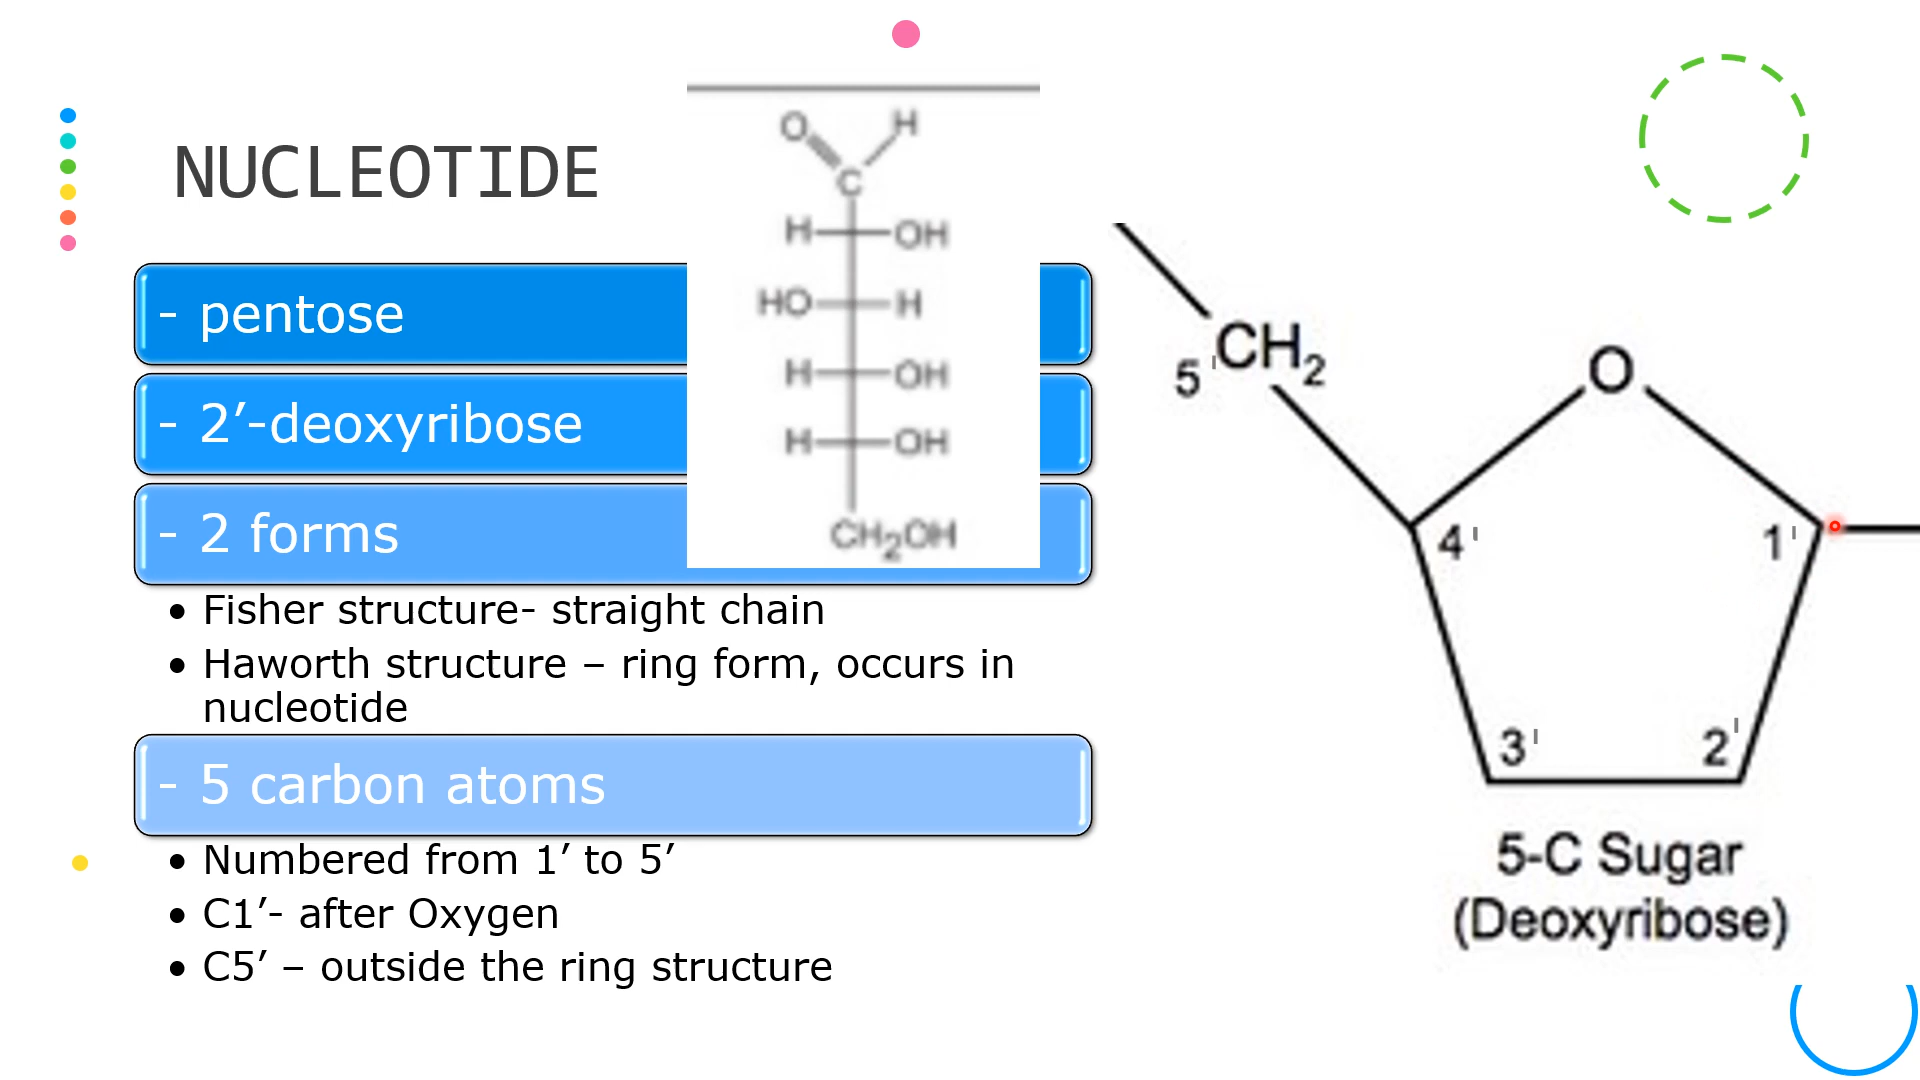 NUCLEOTIDE
- pentose
- 2’-deoxyribose
- 2 forms
• Fisher structure- straight chain
• Haworth structure – ring form, occurs in
nucleotide
- 5 carbon atoms
• Numbered from 1’ to 5’
• C1’- after Oxygen
• C5’ – outside the ring structure
O H
C
H OH
HO H
H OH
H OH
CH₂OH
5' CH₂
O
4' 1'
3' 2'
5-C Sugar
(Deoxyribose)